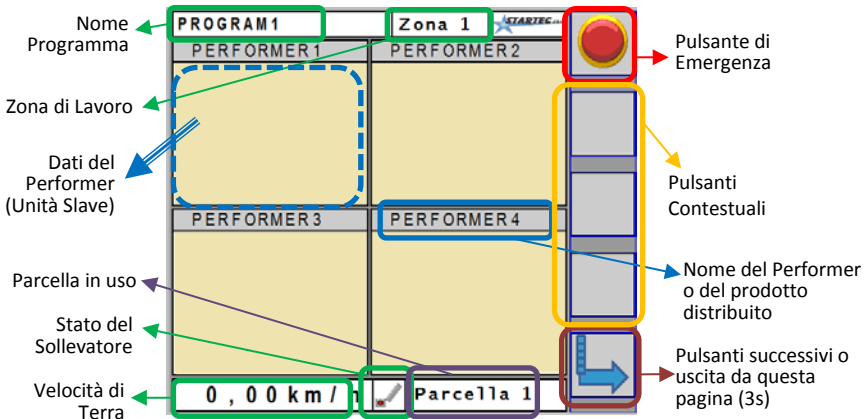 Nome
Programma
PROGRAM1
Zona 1
STARTEC
Pulsante di
Emergenza
PERFORMER1
PERFORMER2
Zona di Lavoro
Dati del
Performer
(Unità Slave)
Pulsanti
Contestuali
PERFORMER3
PERFORMER4
Nome del Performer
o del prodotto
distribuito
Parcella in uso
Stato del
Sollevatore
Pulsanti successivi o
uscita da questa
pagina (3s)
Velocità di
Terra
0,00km/
Parcella 1